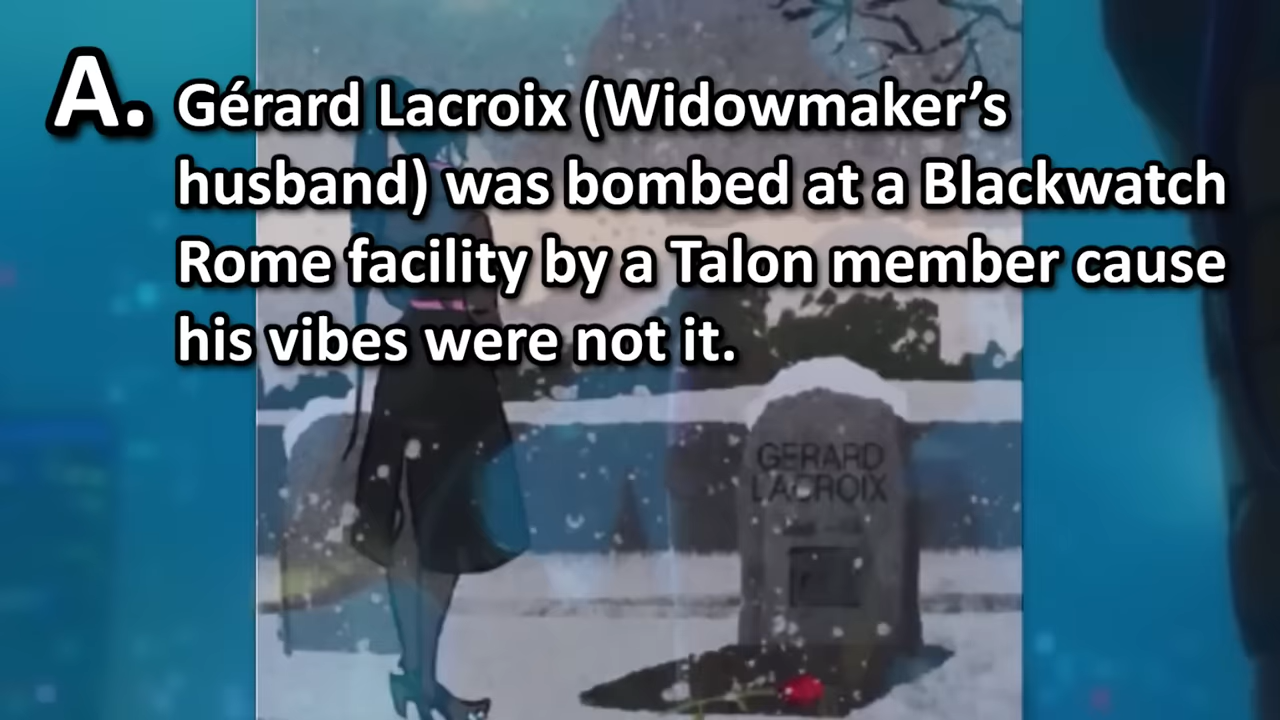 A. Gérard Lacroix (Widowmaker’s
husband) was bombed at a Blackwatch
Rome facility by a Talon member cause
his vibes were not it.
GERARD
LACROIX